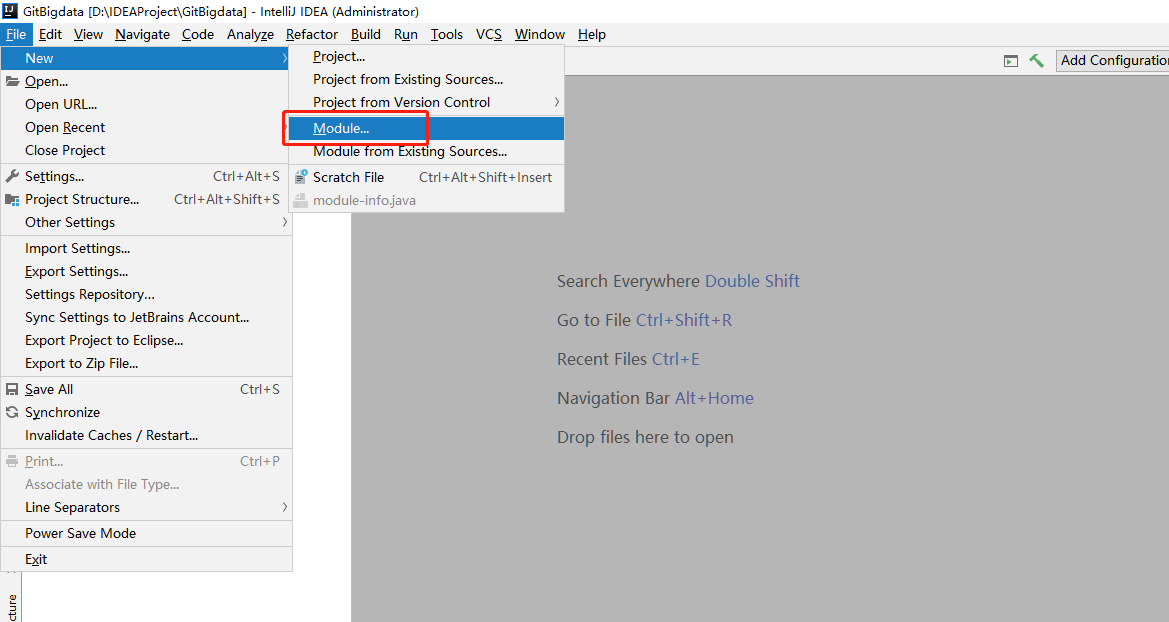 GitBigdata [D:\IDEAProject\GitBigdata] - IntelliJ IDEA (Administrator)
File Edit View Navigate Code Analyze Refactor Build Run Tools VCS Window Help
Add Configuration
New
Open...
Open URL...
Open Recent
Close Project
Settings... Ctrl+Alt+S
Project Structure... Ctrl+Alt+Shift+S
Other Settings
Import Settings...
Export Settings...
Settings Repository...
Sync Settings to JetBrains Account...
Export Project to Eclipse...
Export to Zip File...
Save All Ctrl+S
Synchronize
Invalidate Caches / Restart...
Print... Ctrl+P
Associate with File Type...
Line Separators
Power Save Mode
Exit
Project...
Project from Existing Sources...
Project from Version Control
Module...
Module from Existing Sources...
Scratch File Ctrl+Alt+Shift+Insert
module-info.java
Search Everywhere Double Shift
Go to File Ctrl+Shift+R
Recent Files Ctrl+E
Navigation Bar Alt+Home
Drop files here to open
cture